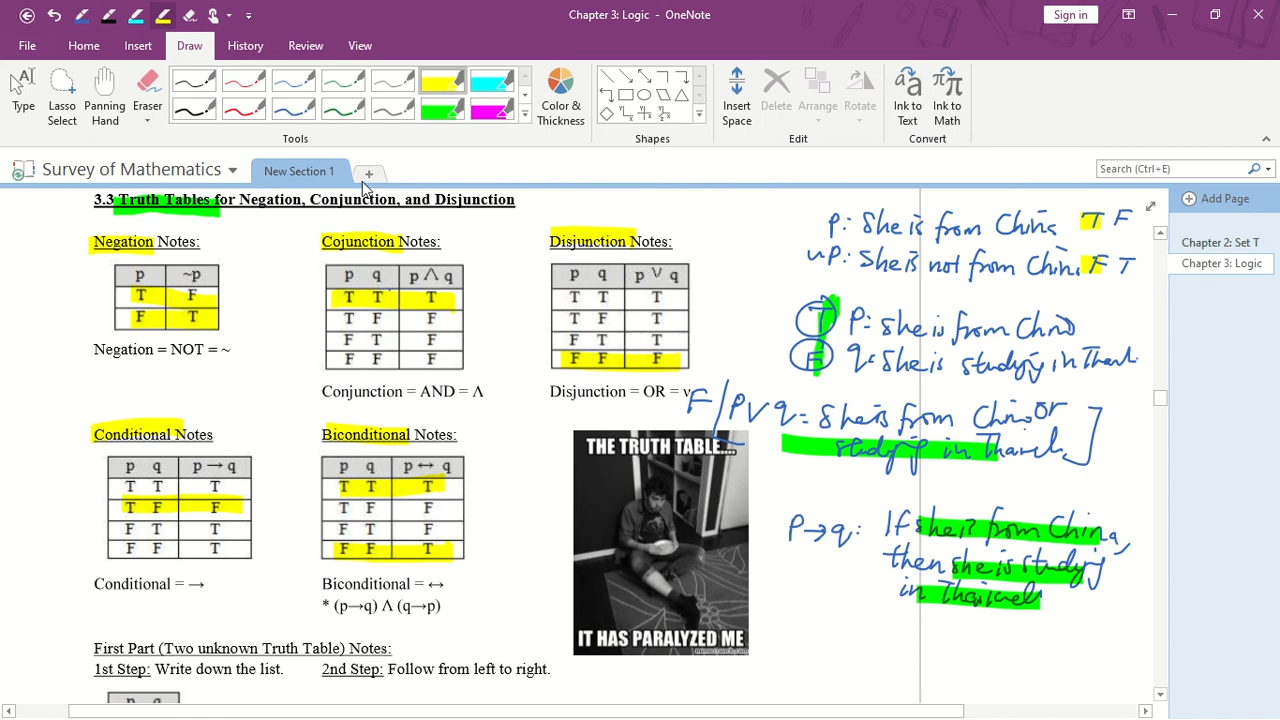 Chapter 3: Logic - OneNote
Sign in
File Home Insert Draw History Review View
Type
Lasso Select
Panning Hand
Eraser
Color & Thickness
Insert Space
Delete
Arrange
Rotate
Ink to Text
Ink to Math
Tools
Shapes
Edit
Convert
Survey of Mathematics
New Section 1
Search (Ctrl+E)
Add Page
Chapter 2: Set T
Chapter 3: Logic
3.3 Truth Tables for Negation, Conjunction, and Disjunction
Negation Notes:
p ~p
T F
F T
Negation = NOT = ~
Cojunction Notes:
p q p Λ q
T T T
T F F
F T F
F F F
Conjunction = AND = Λ
Disjunction Notes:
p q p V q
T T T
T F T
F T T
F F F
Disjunction = OR = v
Conditional Notes
p q p → q
T T T
T F F
F T T
F F T
Conditional = →
Biconditional Notes:
p q p ↔ q
T T T
T F F
F T F
F F T
Biconditional = ↔
* (p→q) Λ (q→p)
THE TRUTH TABLE....
IT HAS PARALYZED ME
First Part (Two unknown Truth Table) Notes:
1st Step: Write down the list.
2nd Step: Follow from left to right.
p q
p: She is from China T F
~p: She is not from China F T
T p: She is from China
F q: She is studying in
F / p V q = She is from China or
studying in
p → q: If she is from China,
then she is studying
in